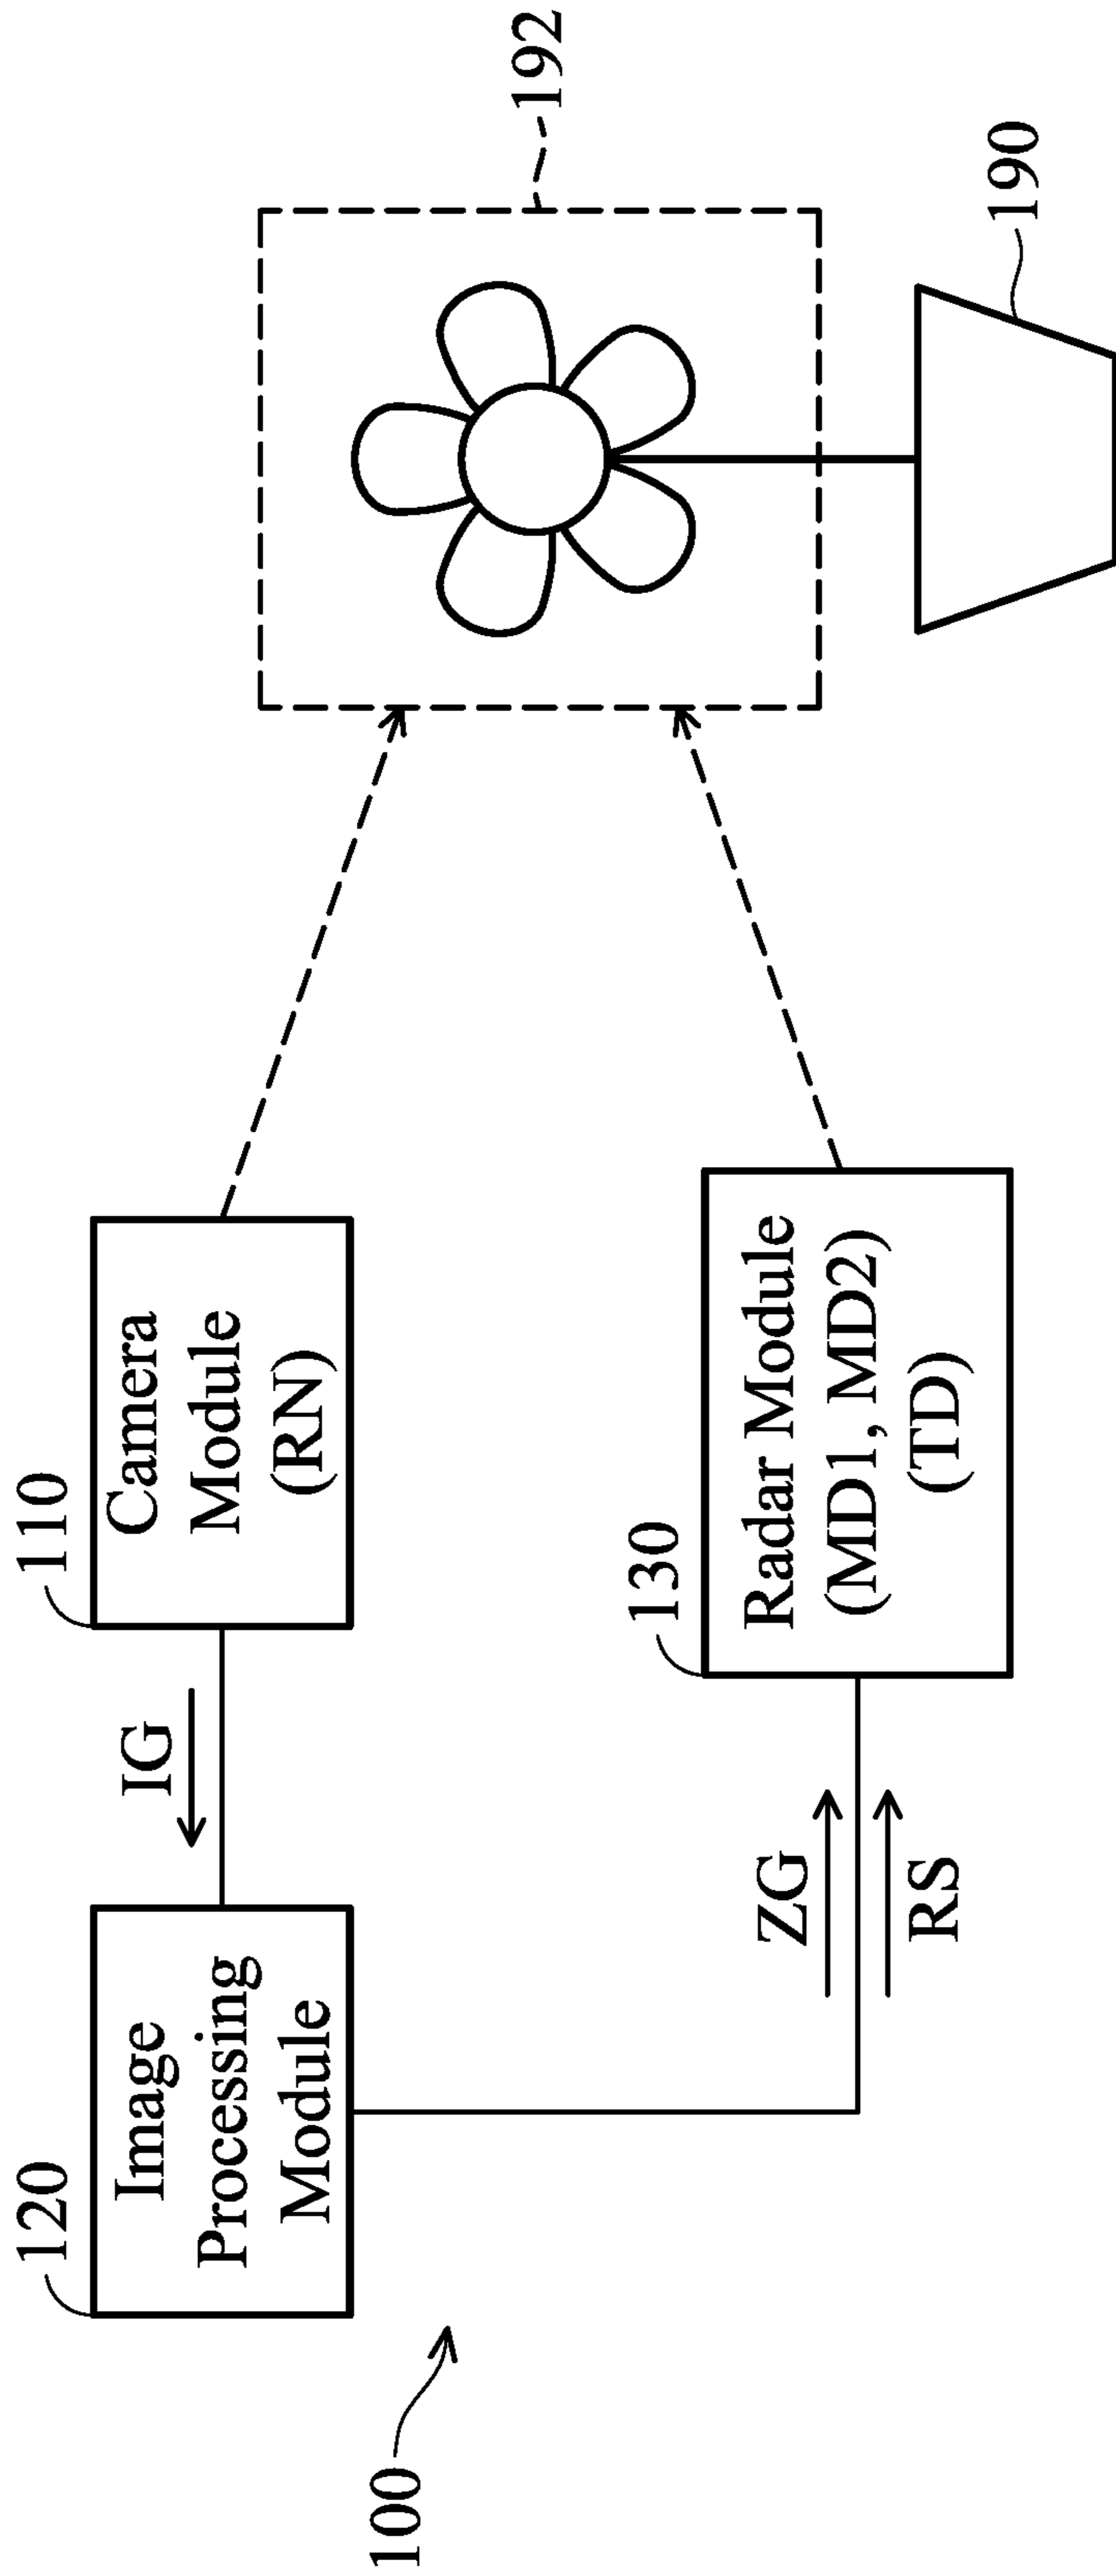 120
Image
Processing
Module
IG
110
Camera
Module
(RN)
192
100
ZG
RS
130
Radar Module
(MD1, MD2)
(TD)
190